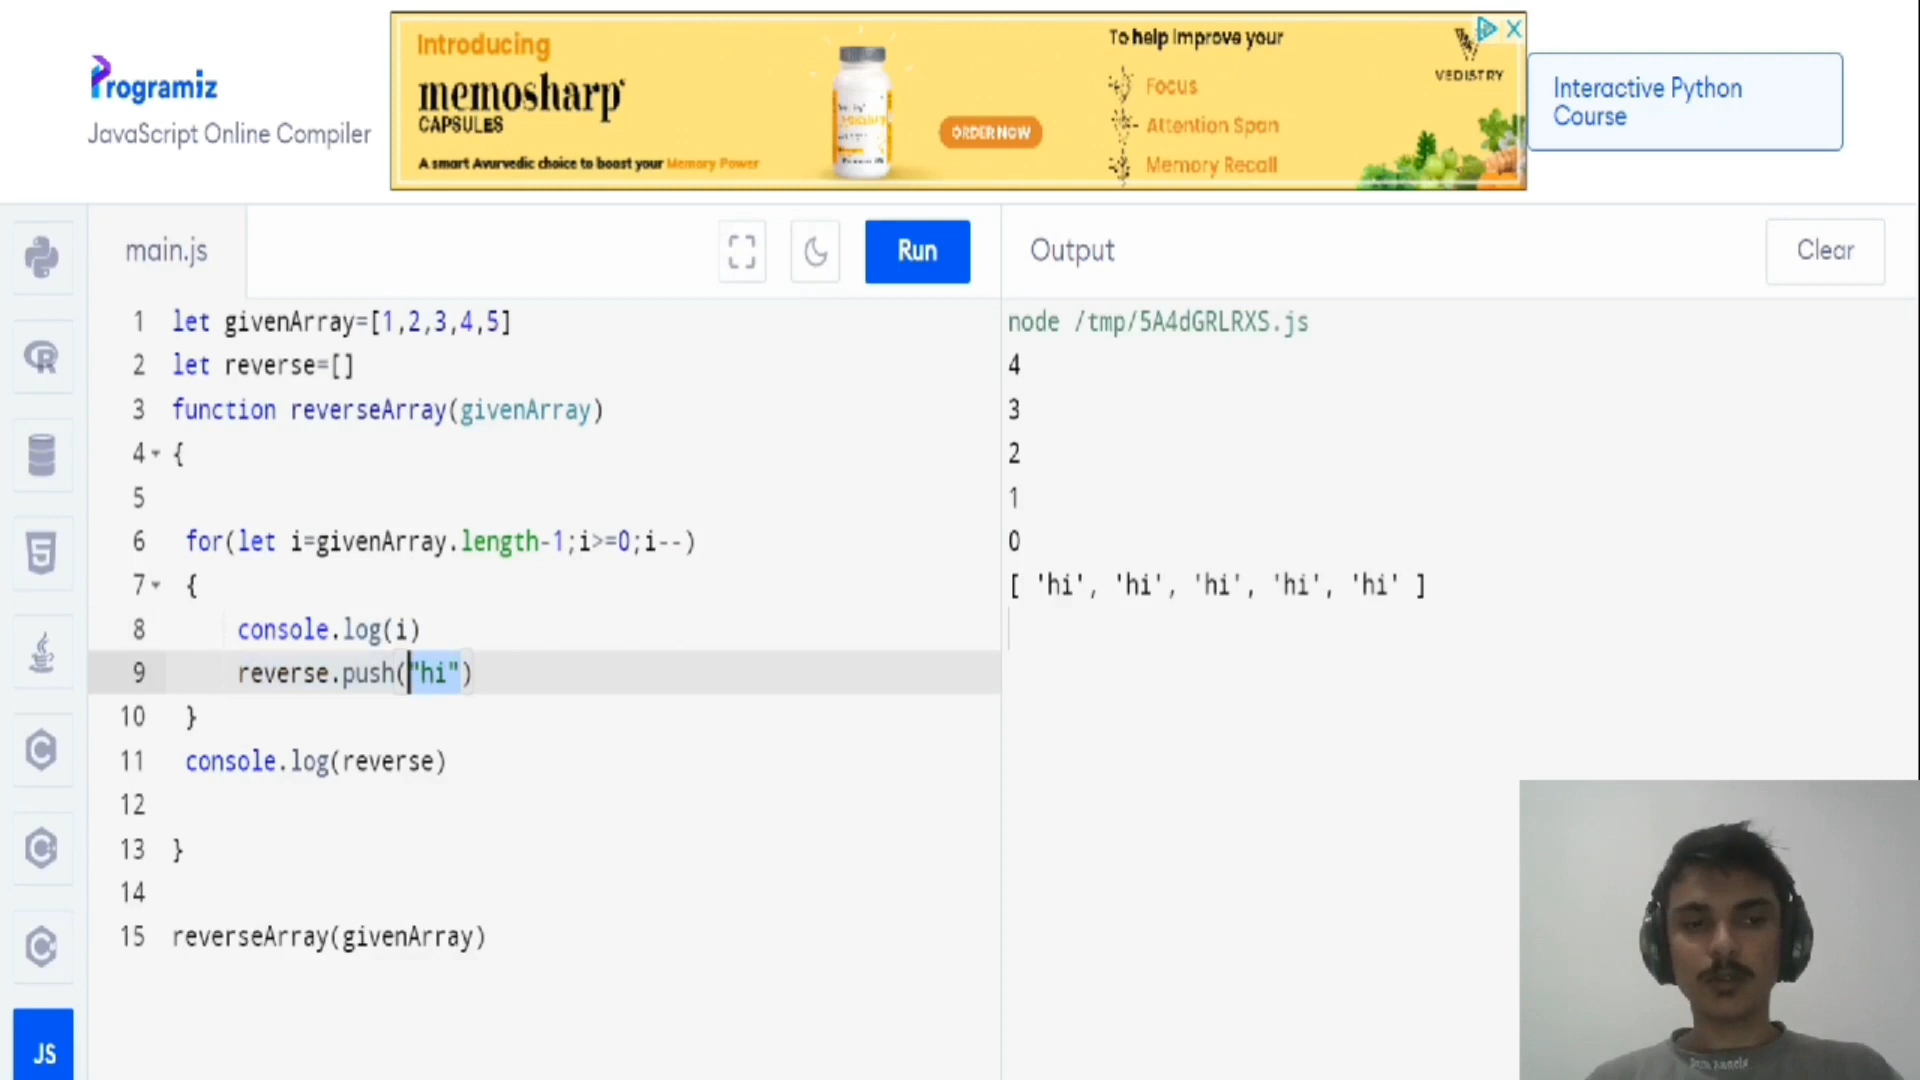 Programiz
JavaScript Online Compiler
Introducing
memosharp
CAPSULES
A smart Ayurvedic choice to boost your Memory Power
ORDER NOW
To help improve your
Focus
Attention Span
Memory Recall
VEDISTRY
Interactive Python
Course
main.js
Run
Output
Clear
1 let givenArray=[1,2,3,4,5]
2 let reverse=[]
3 function reverseArray(givenArray)
4 {
5
6 for(let i=givenArray.length-1;i>=0;i--)
7 {
8 console.log(i)
9 reverse.push("hi")
10 }
11 console.log(reverse)
12
13 }
14
15 reverseArray(givenArray)
node /tmp/5A4dGRLRXS.js
4
3
2
1
0
[ 'hi', 'hi', 'hi', 'hi', 'hi' ]
JS